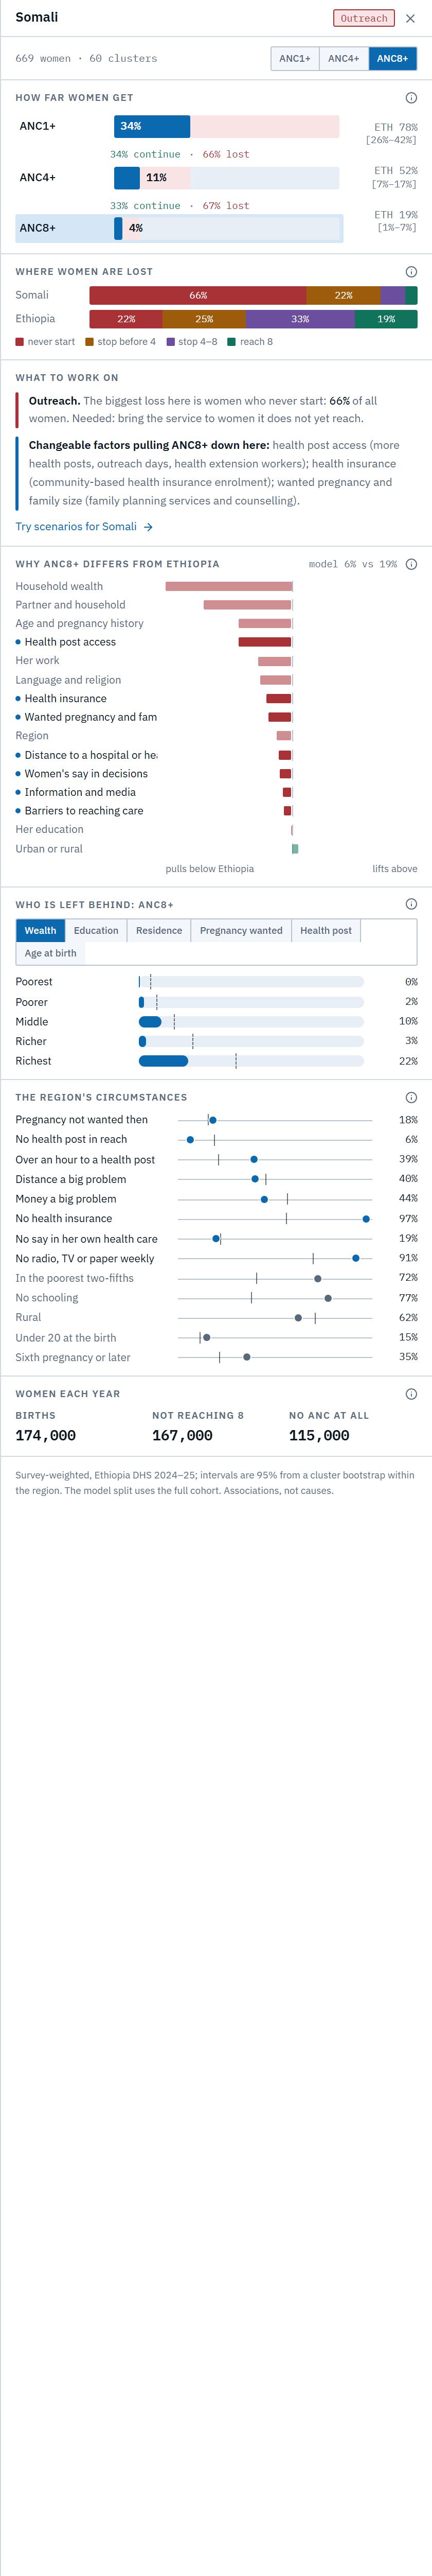 Somali
Outreach
669 women · 60 clusters
ANC1+ ANC4+ ANC8+
HOW FAR WOMEN GET
ANC1+ 34% ETH 78%
[26%–42%]
34% continue · 66% lost
ANC4+ 11% ETH 52%
[7%–17%]
33% continue · 67% lost
ANC8+ 4% ETH 19%
[1%–7%]
WHERE WOMEN ARE LOST
Somali 66% 22%
Ethiopia 22% 25% 33% 19%
never start stop before 4 stop 4–8 reach 8
WHAT TO WORK ON
Outreach. The biggest loss here is women who never start: 66% of all
women. Needed: bring the service to women it does not yet reach.
Changeable factors pulling ANC8+ down here: health post access (more
health posts, outreach days, health extension workers); health insurance
(community-based health insurance enrolment); wanted pregnancy and
family size (family planning services and counselling).
Try scenarios for Somali →
WHY ANC8+ DIFFERS FROM ETHIOPIA model 6% vs 19%
Household wealth
Partner and household
Age and pregnancy history
Health post access
Her work
Language and religion
Health insurance
Wanted pregnancy and fam
Region
Distance to a hospital or he
Women's say in decisions
Information and media
Barriers to reaching care
Her education
Urban or rural
pulls below Ethiopia lifts above
WHO IS LEFT BEHIND: ANC8+
Wealth Education Residence Pregnancy wanted Health post
Age at birth
Poorest 0%
Poorer 2%
Middle 10%
Richer 3%
Richest 22%
THE REGION'S CIRCUMSTANCES
Pregnancy not wanted then 18%
No health post in reach 6%
Over an hour to a health post 39%
Distance a big problem 40%
Money a big problem 44%
No health insurance 97%
No say in her own health care 19%
No radio, TV or paper weekly 91%
In the poorest two-fifths 72%
No schooling 77%
Rural 62%
Under 20 at the birth 15%
Sixth pregnancy or later 35%
WOMEN EACH YEAR
BIRTHS NOT REACHING 8 NO ANC AT ALL
174,000 167,000 115,000
Survey-weighted, Ethiopia DHS 2024–25; intervals are 95% from a cluster bootstrap within
the region. The model split uses the full cohort. Associations, not causes.